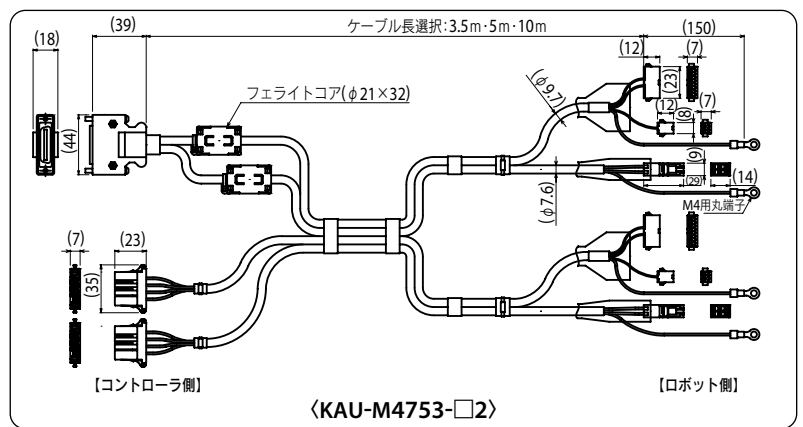 (39)
ケーブル長選択：3.5m・5m・10m
(150)
(18)
(12)
(7)
(φ9.7)
(23)
フェライトコア(φ21×32)
(44)
(12)
(7)
(8)
(9)
(29)
(14)
(φ7.6)
M4用丸端子
(7)
(23)
(35)
【コントローラ側】
【ロボット側】
〈KAU-M4753-□2〉